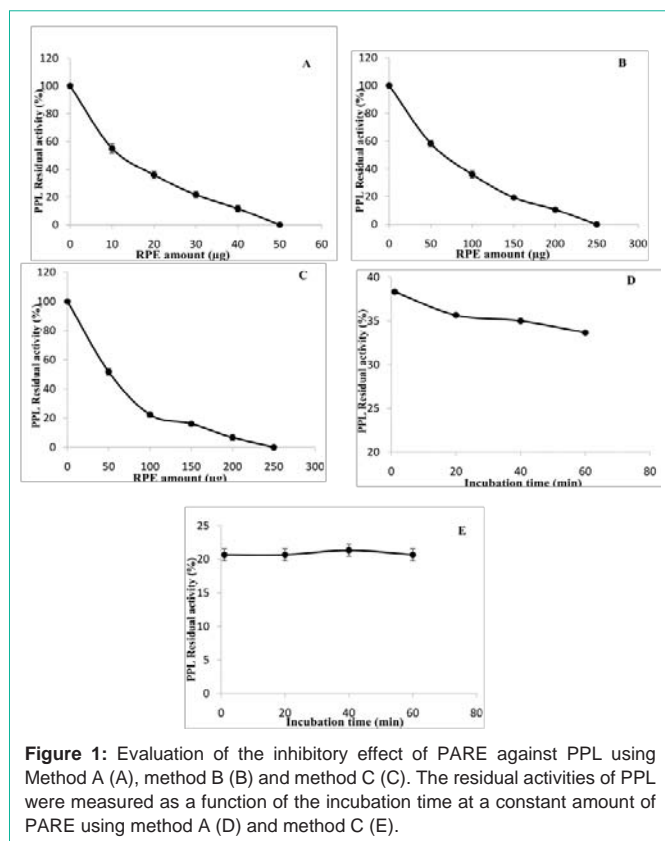 A
PPL Residual activity (%)
120
100
80
60
40
20
0
0 10 20 30 40 50 60
RPE amount (µg)
B
PPL Residual activity (%)
120
100
80
60
40
20
0
0 50 100 150 200 250 300
RPE amount (µg)
C
PPL Residual activity (%)
120
100
80
60
40
20
0
0 50 100 150 200 250 300
RPE amount (µg)
D
PPL Residual activity (%)
40
35
30
25
20
0 20 40 60 80
Incubation time (min)
E
PPL Residual activity (%)
25
20
15
10
5
0
0 20 40 60 80
Incubation time (min)
Figure 1: Evaluation of the inhibitory effect of PARE against PPL using
Method A (A), method B (B) and method C (C). The residual activities of PPL
were measured as a function of the incubation time at a constant amount of
PARE using method A (D) and method C (E).